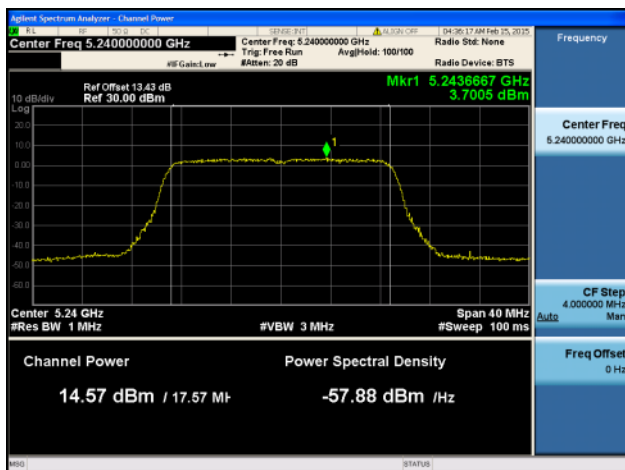 Agilent Spectrum Analyzer - Channel Power
RL RF 50 Ω DC SENSE:INT ALIGN OFF 04:36:17 AM Feb 15, 2015
Center Freq 5.240000000 GHz
Center Freq: 5.240000000 GHz
Radio Std: None
Trig: Free Run Avg|Hold: 100/100
#IFGain:Low
#Atten: 20 dB
Radio Device: BTS
Frequency
Ref Offset 13.43 dB
Mkr1 5.2436667 GHz
10 dB/div Ref 30.00 dBm
3.7005 dBm
Log
20.0
10.0
0.00
-10.0
-20.0
-30.0
-40.0
-50.0
-60.0
1
Center Freq
5.240000000 GHz
Center 5.24 GHz
Span 40 MHz
#Res BW 1 MHz
#VBW 3 MHz
#Sweep 100 ms
CF Step
4.000000 MHz
Auto Man
Channel Power
Power Spectral Density
14.57 dBm / 17.57 MH
-57.88 dBm /Hz
Freq Offset
0 Hz
MSG
STATUS